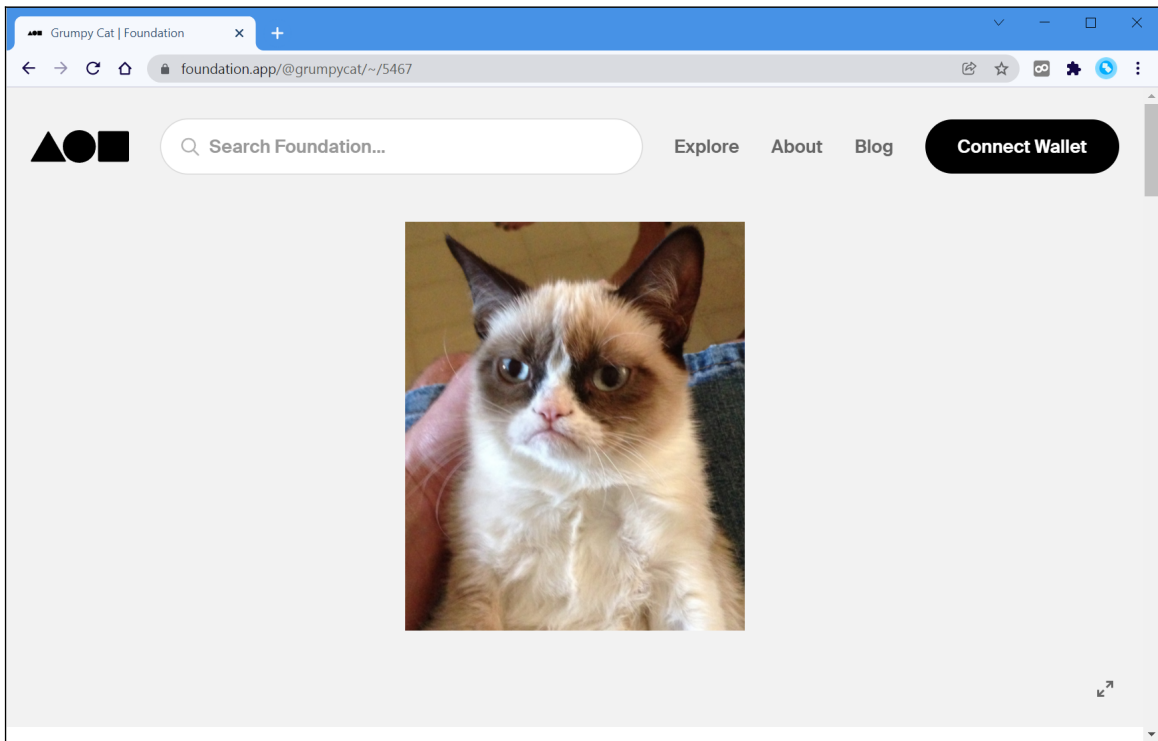 Grumpy Cat | Foundation
foundation.app/@grumpycat/~/5467
Search Foundation... Explore About Blog Connect Wallet